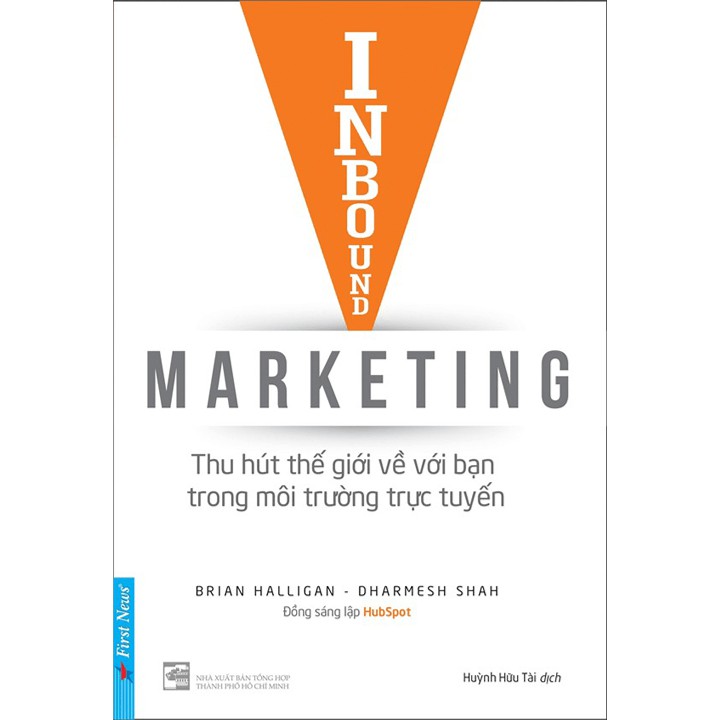 INBOUND
MARKETING
Thu hút thế giới về với bạn
trong môi trường trực tuyến
BRIAN HALLIGAN - DHARMESH SHAH
Đồng sáng lập HubSpot
First News
NHÀ XUẤT BẢN TỔNG HỢP
THÀNH PHỐ HỒ CHÍ MINH
Huỳnh Hữu Tài dịch